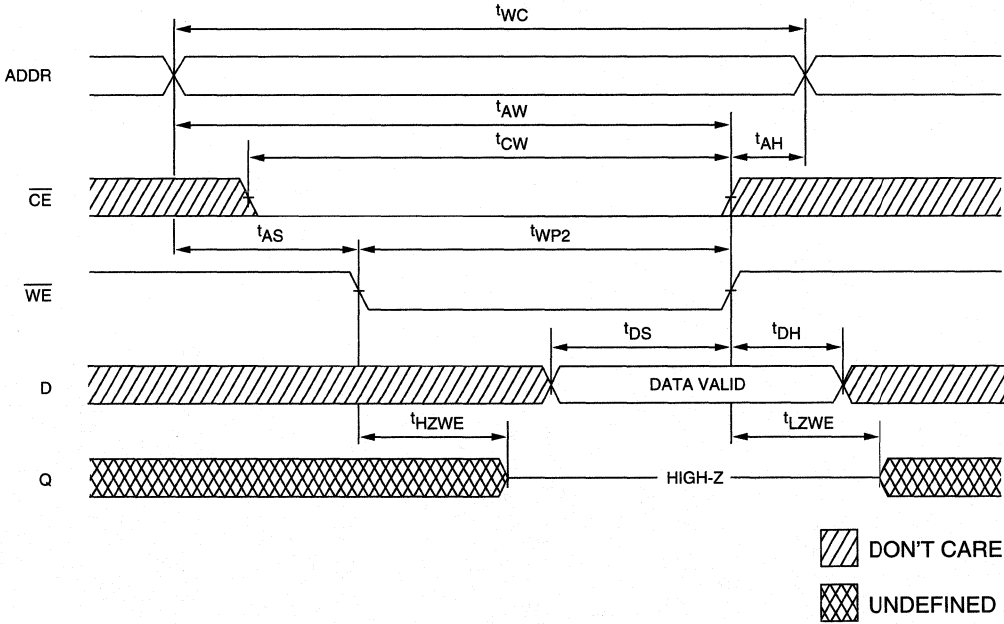 tWC
ADDR
tAW
tCW
tAH
CE
tAS
tWP2
WE
tDS
tDH
D
DATA VALID
tHZWE
tLZWE
Q
HIGH-Z
DON'T CARE
UNDEFINED